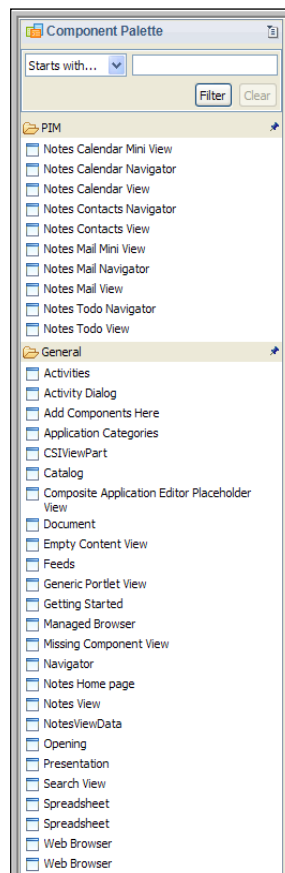 Component Palette
Starts with...
Filter
Clear
PIM
Notes Calendar Mini View
Notes Calendar Navigator
Notes Calendar View
Notes Contacts Navigator
Notes Contacts View
Notes Mail Mini View
Notes Mail Navigator
Notes Mail View
Notes Todo Navigator
Notes Todo View
General
Activities
Activity Dialog
Add Components Here
Application Categories
CSIViewPart
Catalog
Composite Application Editor Placeholder
View
Document
Empty Content View
Feeds
Generic Portlet View
Getting Started
Managed Browser
Missing Component View
Navigator
Notes Home page
Notes View
NotesViewData
Opening
Presentation
Search View
Spreadsheet
Spreadsheet
Web Browser
Web Browser